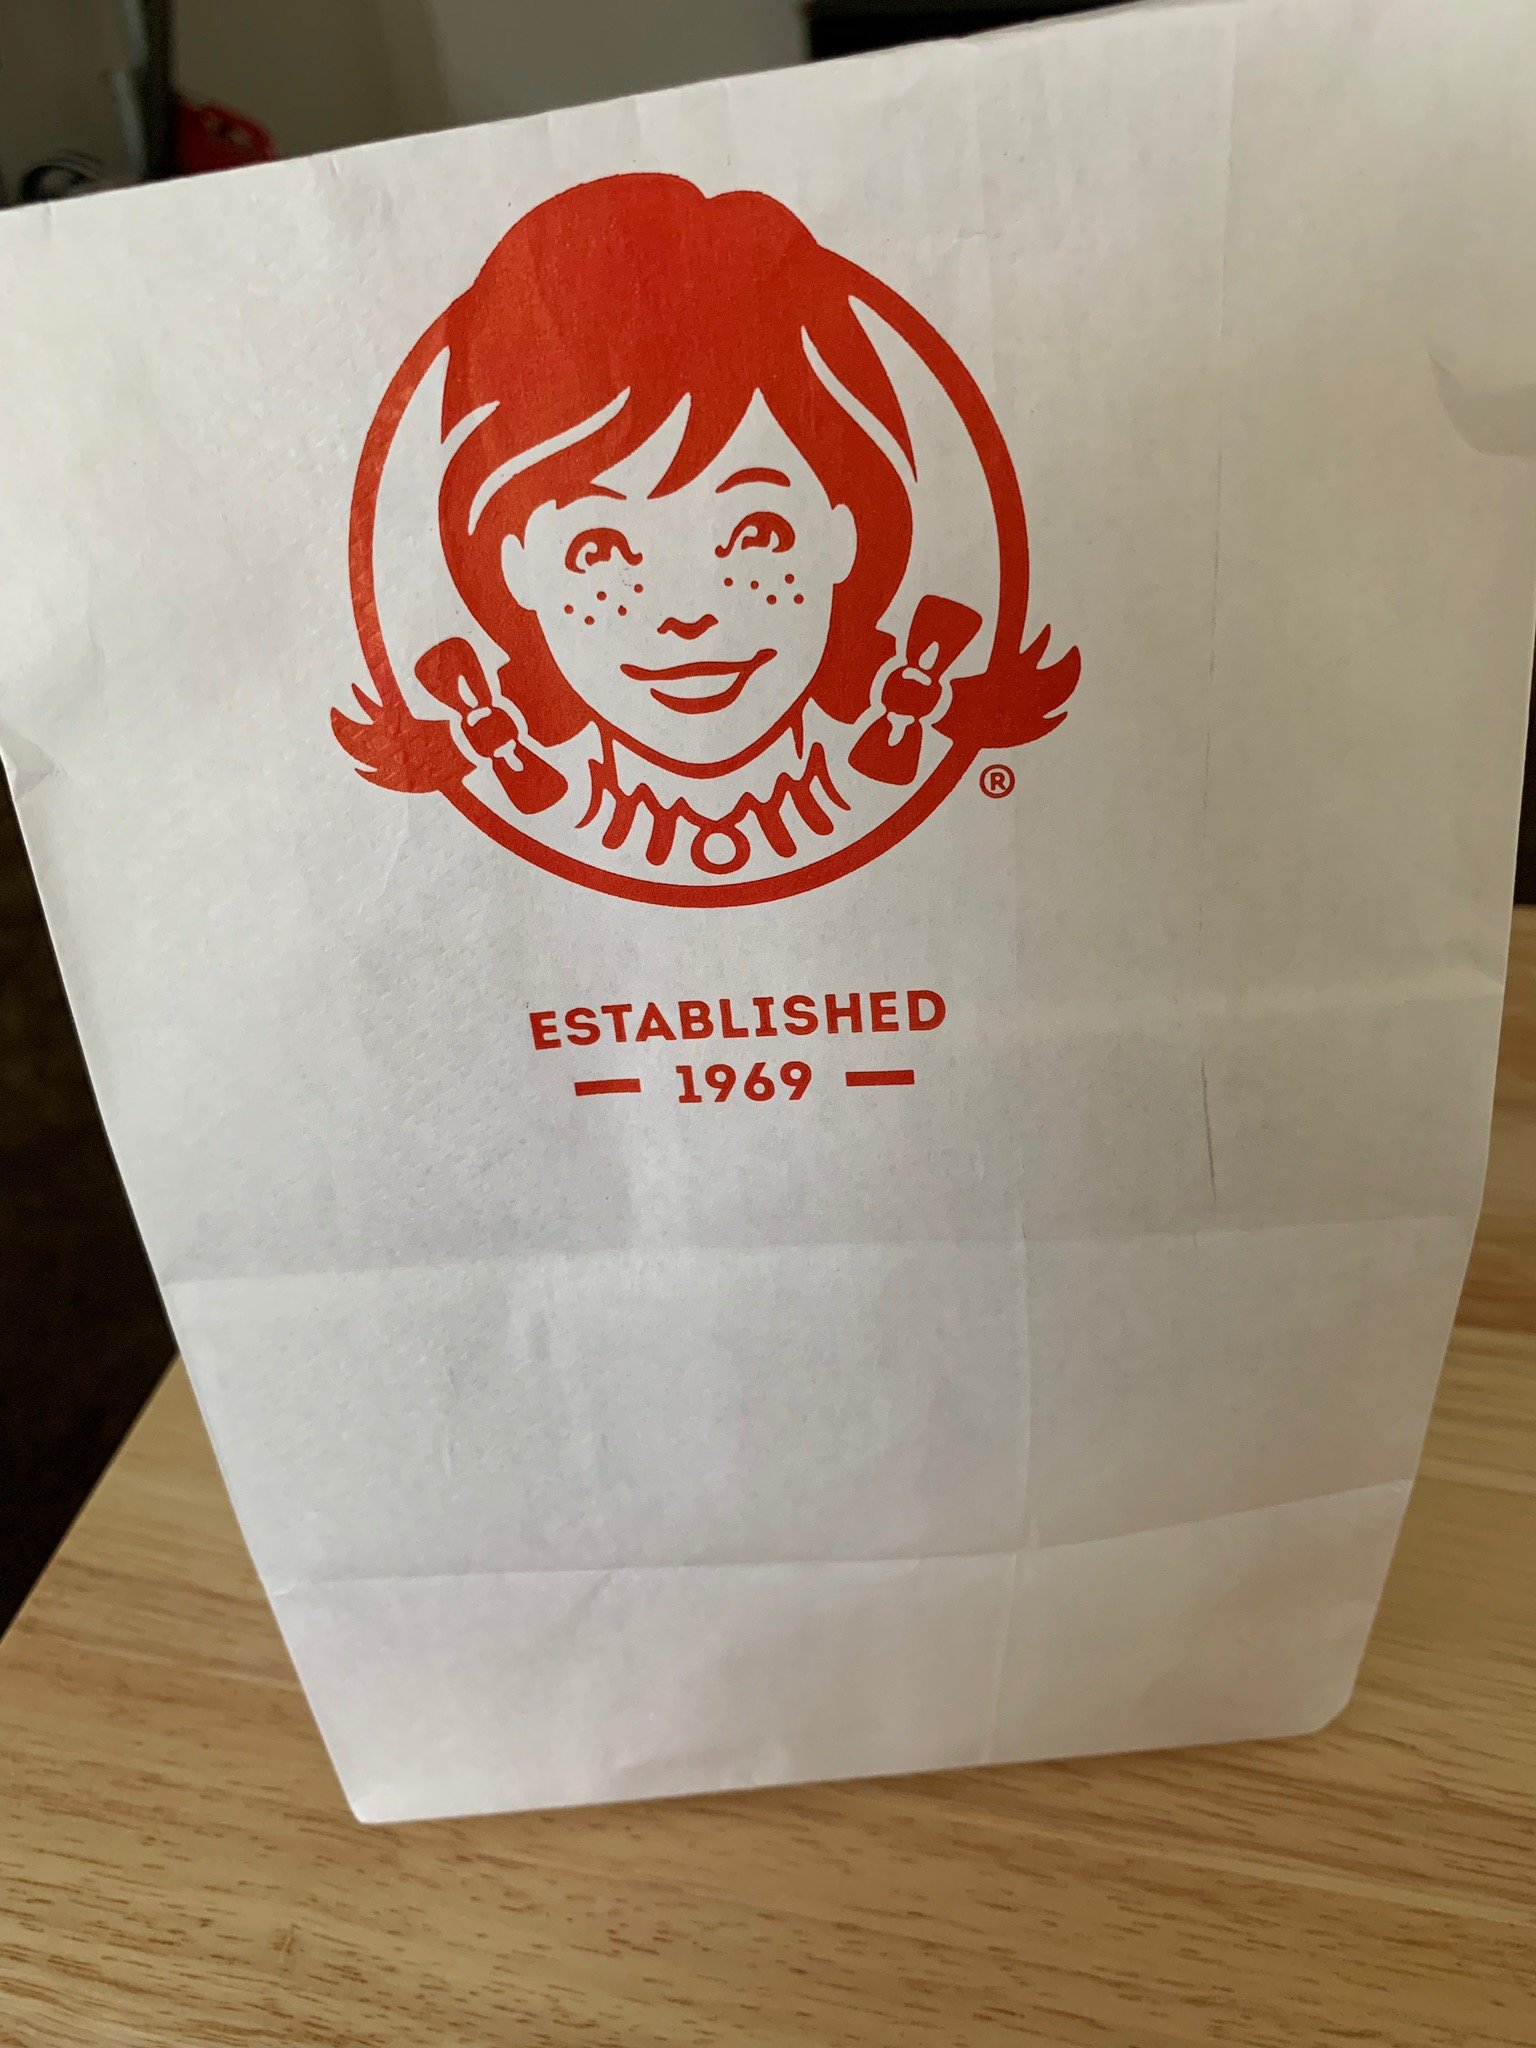 ®
ESTABLISHED
— 1969 —